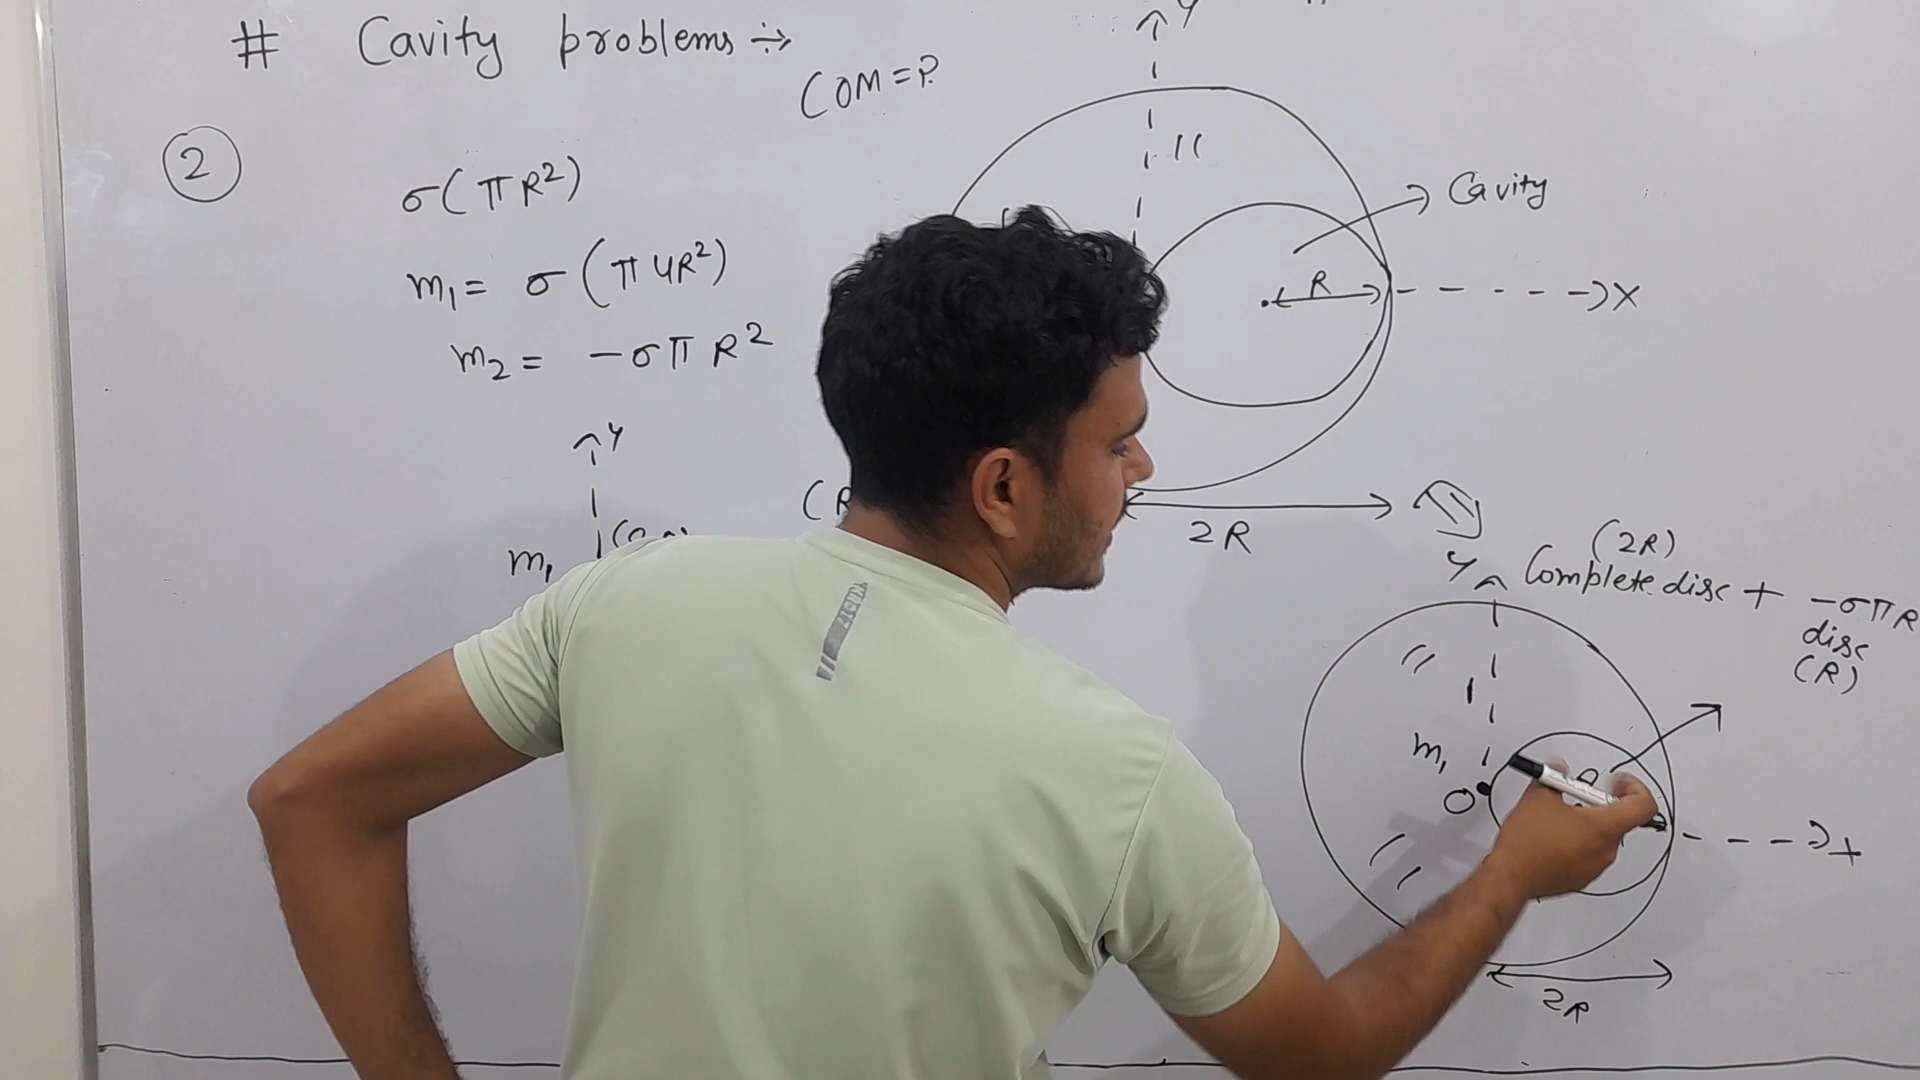 # Cavity problems ÷
COM = ?
Y
2
σ(πR²)
m₁ = σ(π4R²)
m₂ = -σπR²
Cavity
R
X
2R
Y
m₁
(2R)
Y
Complete disc + -σπR
disc
(R)
m₁
O
2R